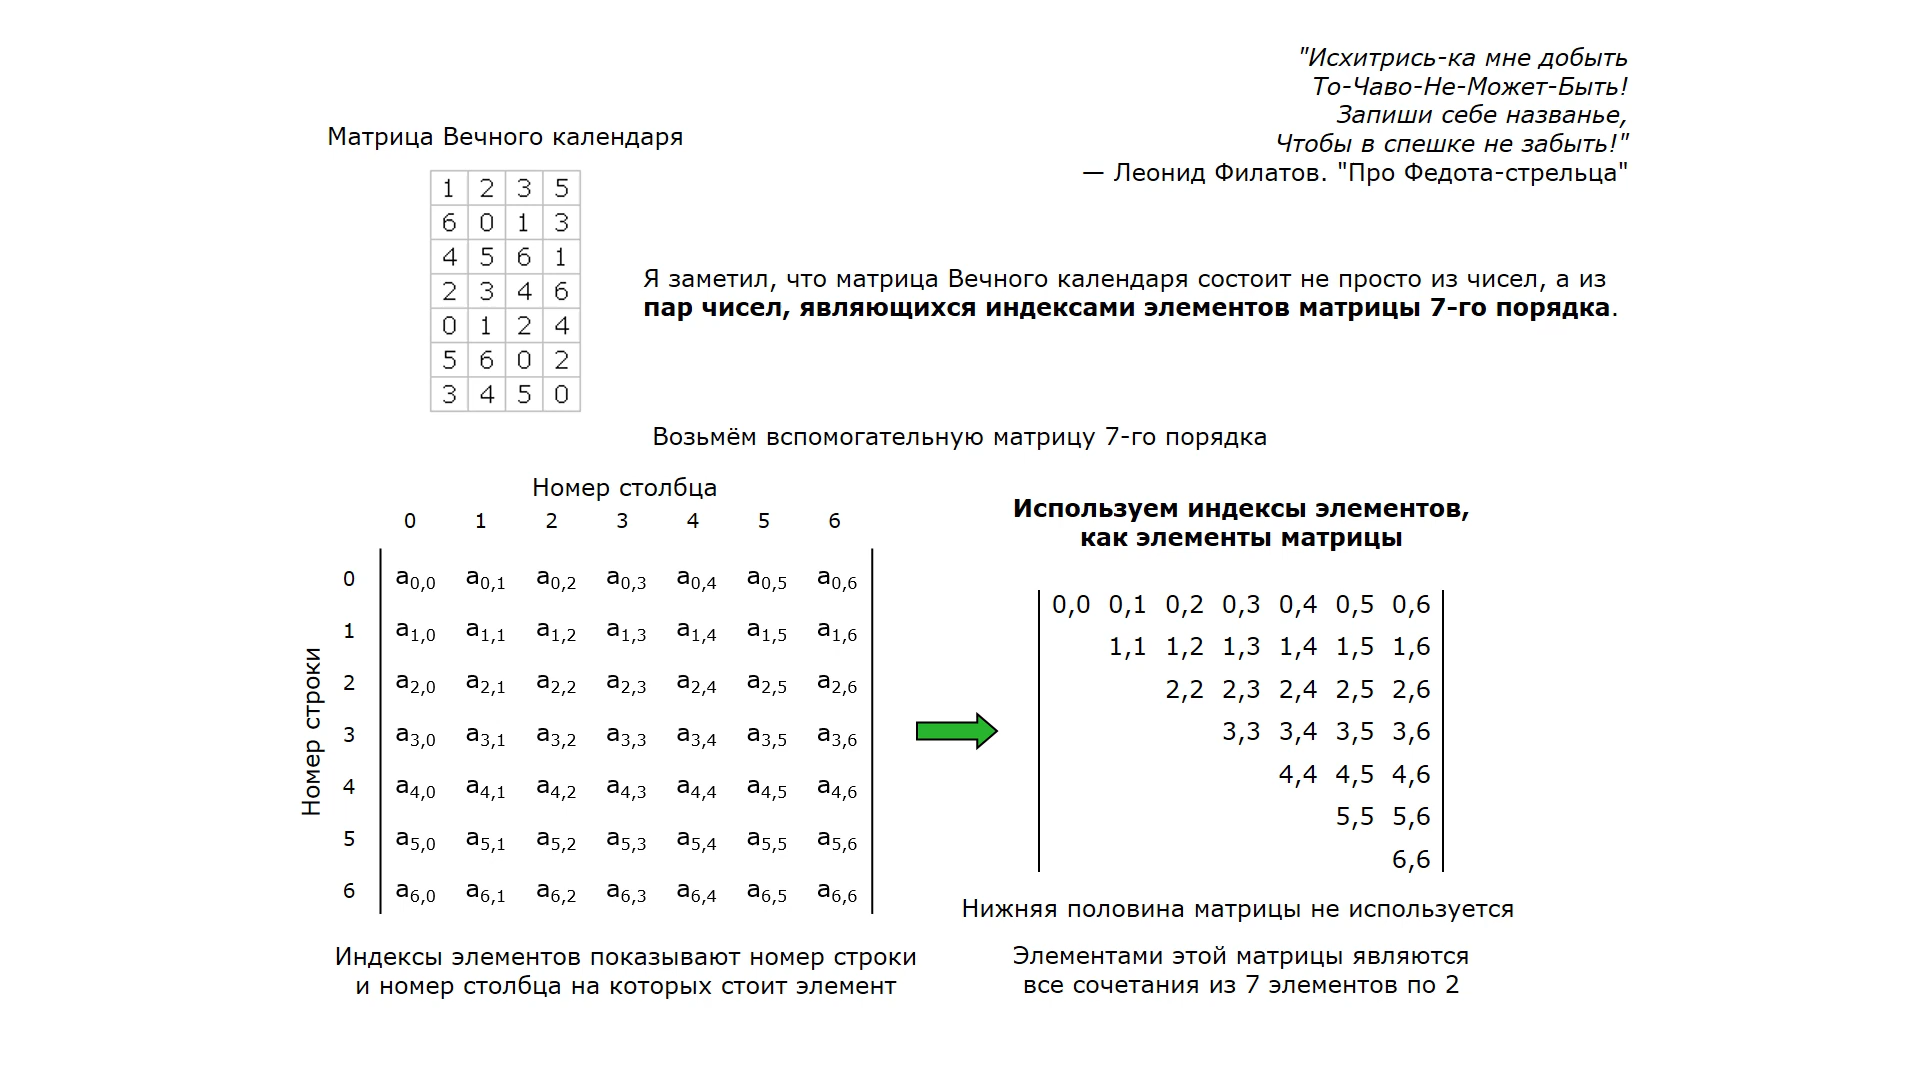 "Исхитрись-ка мне добыть
То-Чаво-Не-Может-Быть!
Запиши себе названье,
Чтобы в спешке не забыть!"
— Леонид Филатов. "Про Федота-стрельца"
Матрица Вечного календаря
1 2 3 5
6 0 1 3
4 5 6 1
2 3 4 6
0 1 2 4
5 6 0 2
3 4 5 0
Я заметил, что матрица Вечного календаря состоит не просто из чисел, а из
пар чисел, являющихся индексами элементов матрицы 7-го порядка.
Возьмём вспомогательную матрицу 7-го порядка
Номер столбца
0 1 2 3 4 5 6
Номер строки
0 a0,0 a0,1 a0,2 a0,3 a0,4 a0,5 a0,6
1 a1,0 a1,1 a1,2 a1,3 a1,4 a1,5 a1,6
2 a2,0 a2,1 a2,2 a2,3 a2,4 a2,5 a2,6
3 a3,0 a3,1 a3,2 a3,3 a3,4 a3,5 a3,6
4 a4,0 a4,1 a4,2 a4,3 a4,4 a4,5 a4,6
5 a5,0 a5,1 a5,2 a5,3 a5,4 a5,5 a5,6
6 a6,0 a6,1 a6,2 a6,3 a6,4 a6,5 a6,6
Индексы элементов показывают номер строки
и номер столбца на которых стоит элемент
Используем индексы элементов,
как элементы матрицы
0,0 0,1 0,2 0,3 0,4 0,5 0,6
1,1 1,2 1,3 1,4 1,5 1,6
2,2 2,3 2,4 2,5 2,6
3,3 3,4 3,5 3,6
4,4 4,5 4,6
5,5 5,6
6,6
Нижняя половина матрицы не используется
Элементами этой матрицы являются
все сочетания из 7 элементов по 2